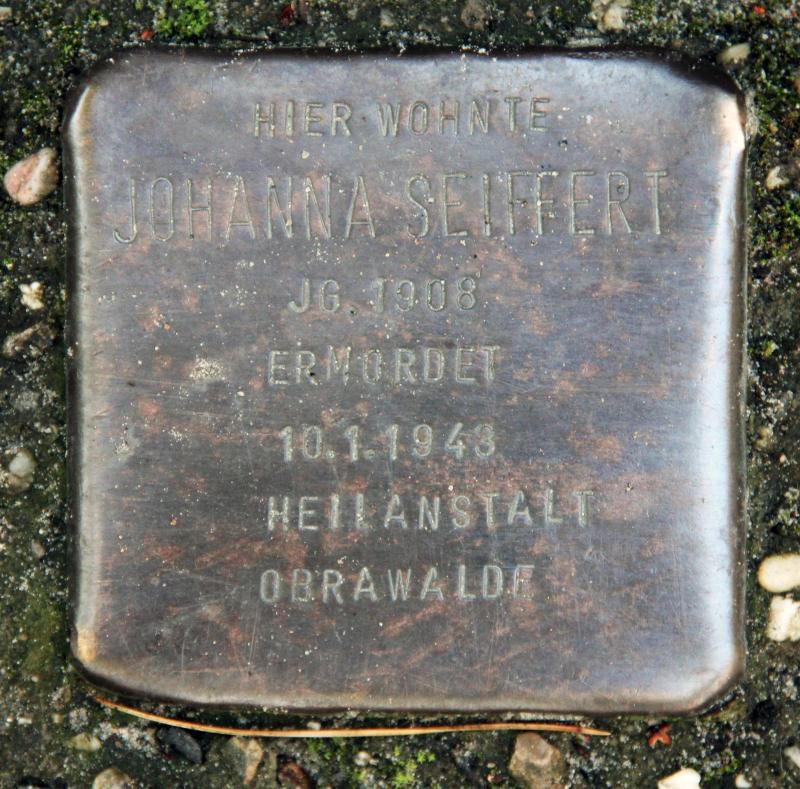 HIER WOHNTE
JOHANNA SEIFFERT
JG. 1908
ERMORDET
10.1.1943
HEILANSTALT
OBRAWALDE